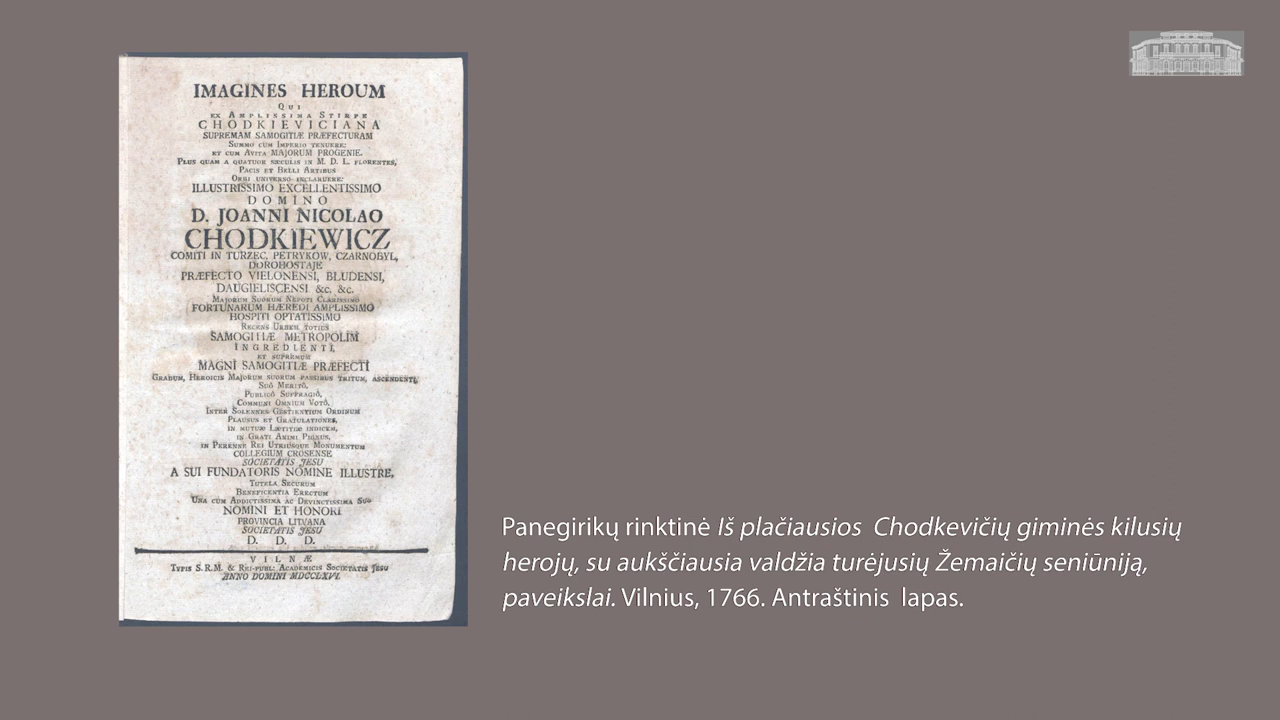 IMAGINES HEROUM
QUI
EX AMPLISSIMA STIRPE
CHODKIEVICIANA
SUPREMAM SAMOGITIÆ PRÆFECTURAM
SUMMO CUM IMPERIO TENUERE:
ET CUM AVITA MAJORUM PROGENIE.
PLUS QUAM A QUATUOR SÆCULIS IN M. D. L. FLORENTES,
PACIS ET BELLI ARTIBUS
ORBI UNIVERSO INCLARUERE:
ILLUSTRISSIMO EXCELLENTISSIMO
DOMINO
D. JOANNI NICOLAO
CHODKIEWICZ
COMITI IN TURZEC, PETRYKOW, CZARNOBYL,
DOROHOSTAJE
PRÆFECTO VIELONENSI, BLUDENSI,
DAUGIELISCENSI &c. &c.
MAJORUM SUORUM NEPOTI CLARISSIMO
FORTUNARUM HÆREDI AMPLISSIMO
HOSPITI OPTATISSIMO
RECENS URBEM TOTIUS
SAMOGITIÆ METROPOLIM
INGREDIENTI,
ET SUPREMUM
MAGNI SAMOGITIÆ PRÆFECTI
GRADUM, HEROICIS MAJORUM SUORUM PASSIBUS TRITUM, ASCENDENTI,
SUÔ MERITÔ,
PUBLICÔ SUFFRAGIÔ,
COMMUNI OMNIUM VOTÔ,
INTER SOLENNES GESTIENTIUM ORDINUM
PLAUSUS ET GRATULATIONES,
IN MUTUÆ LÆTITIÆ INDICEM,
IN GRATI ANIMI PIGNUS,
IN PERENNE REI UTRIUSQUE MONUMENTUM
COLLEGIUM CROSENSE
SOCIETATIS JESU
A SUI FUNDATORIS NOMINE ILLUSTRE,
TUTELA SECURUM
BENEFICENTIA ERECTUM
UNA CUM ADDICTISSIMA AC DEVINCTISSIMA SUO
NOMINI ET HONORI
PROVINCIA LITVANA
SOCIETATIS JESU
D. D. D.
VILNÆ
TYPIS S.R.M. & REI-PUBL: ACADEMICIS SOCIETATIS JESU
ANNO DOMINI MDCCLXVI.
Panegirikų rinktinė Iš plačiausios Chodkevičių giminės kilusių
herojų, su aukščiausia valdžia turėjusių Žemaičių seniūniją,
paveikslai. Vilnius, 1766. Antraštinis lapas.